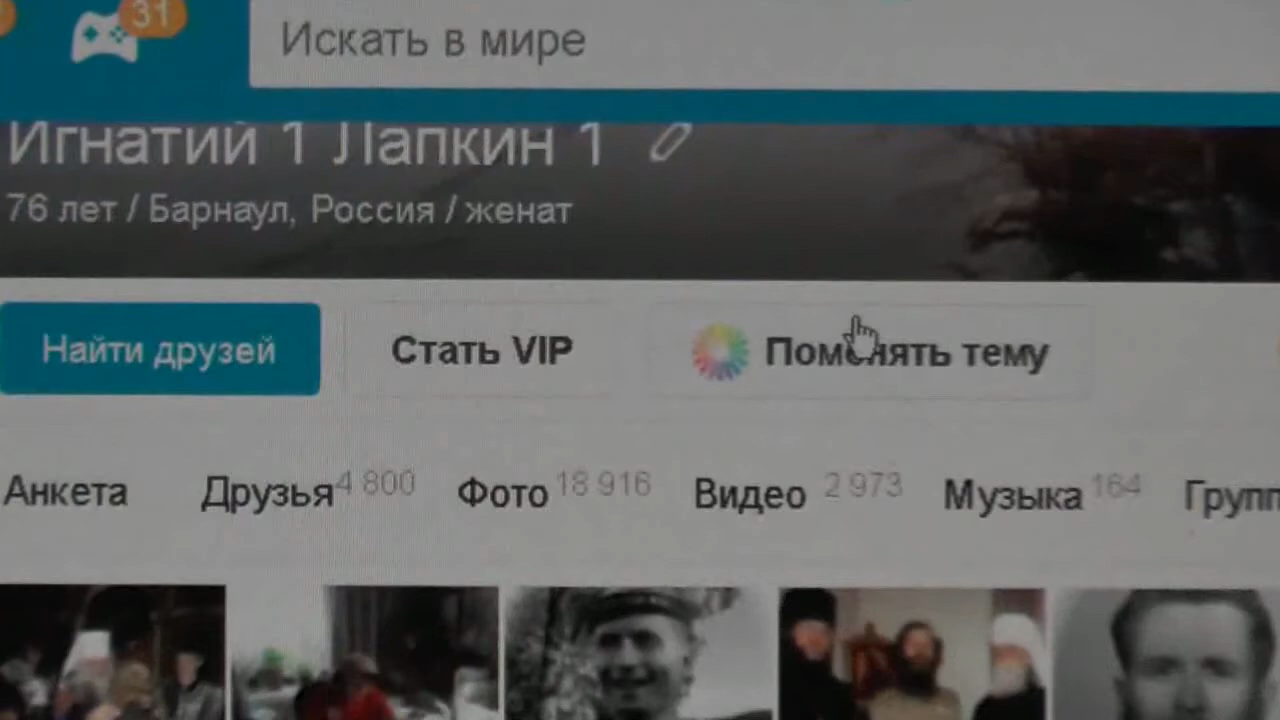 31
Искать в мире
Игнатий 1 Лапкин 1
76 лет / Барнаул, Россия / женат
Найти друзей
Стать VIP
Поменять тему
Анкета
Друзья 4 800
Фото 18 916
Видео 2 973
Музыка 164
Групп